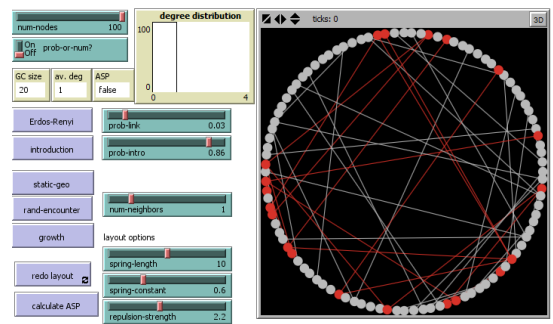 num-nodes 100
On
Off prob-or-num?
GC size
20
av. deg
1
ASP
false
degree distribution
100
0
0 4
Erdos-Renyi
introduction
static-geo
rand-encounter
growth
redo layout
calculate ASP
prob-link 0.03
prob-intro 0.86
num-neighbors 1
layout options
spring-length 10
spring-constant 0.6
repulsion-strength 2.2
ticks: 0
3D